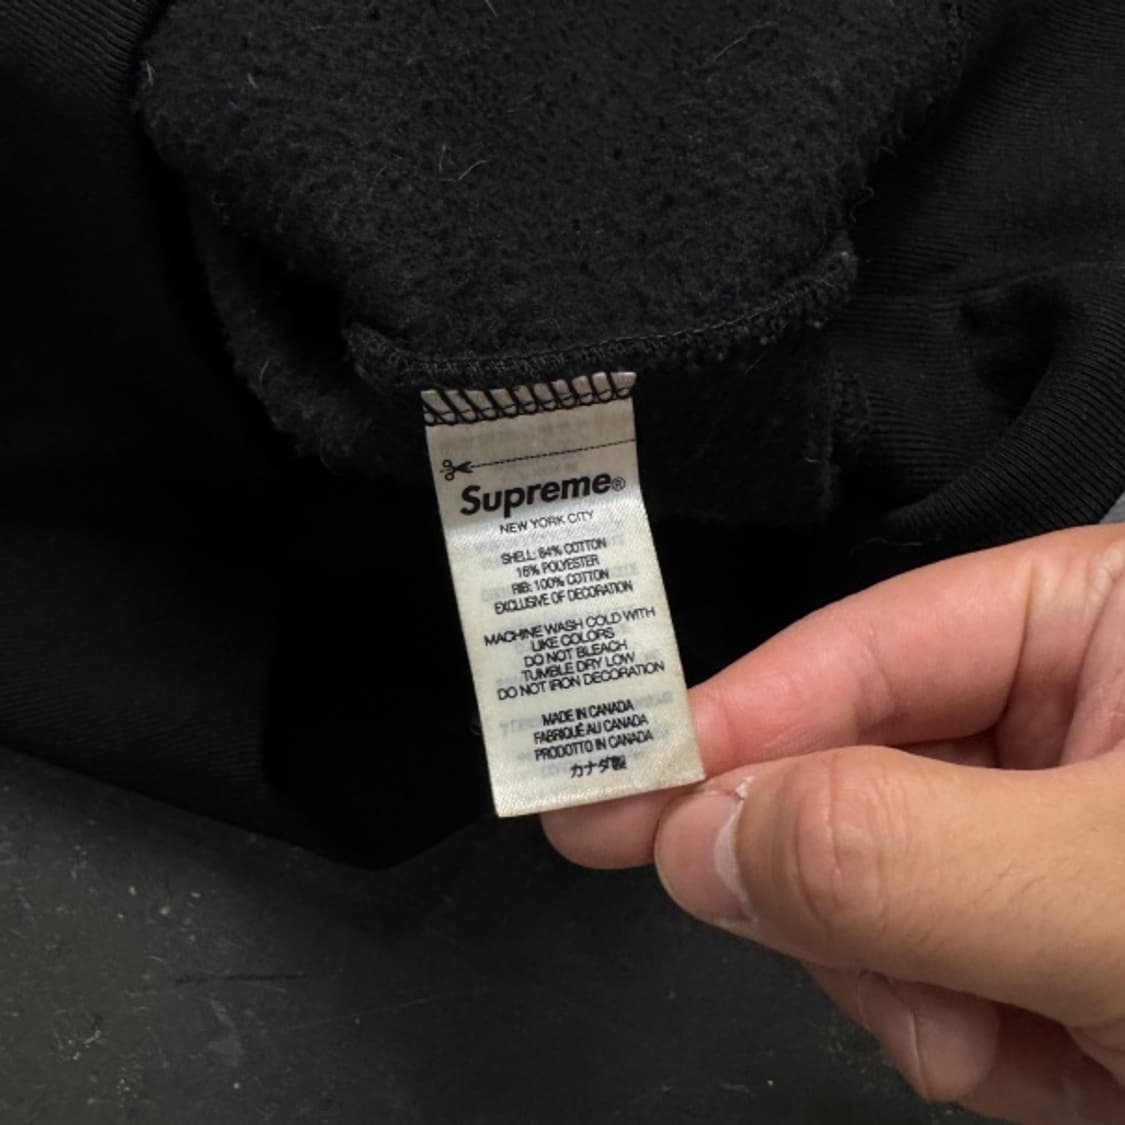 Supreme®
NEW YORK CITY
SHELL: 84% COTTON
16% POLYESTER
RIB: 100% COTTON
EXCLUSIVE OF DECORATION
MACHINE WASH COLD WITH
LIKE COLORS
DO NOT BLEACH
TUMBLE DRY LOW
DO NOT IRON DECORATION
MADE IN CANADA
FABRIQUÉ AU CANADA
PRODOTTO IN CANADA
カナダ製